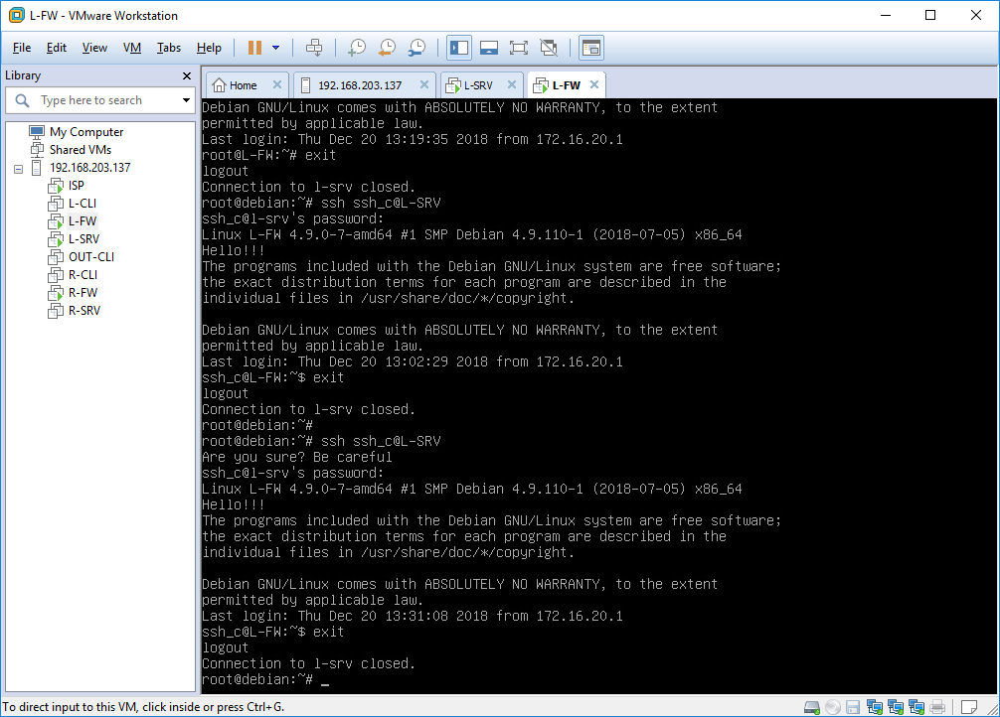 L-FW - VMware Workstation
File Edit View VM Tabs Help
Library
Type here to search
My Computer
Shared VMs
192.168.203.137
ISP
L-CLI
L-FW
L-SRV
OUT-CLI
R-CLI
R-FW
R-SRV
Home 192.168.203.137 L-SRV L-FW
Debian GNU/Linux comes with ABSOLUTELY NO WARRANTY, to the extent
permitted by applicable law.
Last login: Thu Dec 20 13:19:35 2018 from 172.16.20.1
root@L-FW:~# exit
logout
Connection to l-srv closed.
root@debian:~# ssh ssh_c@L-SRV
ssh_c@l-srv's password:
Linux L-FW 4.9.0-7-amd64 #1 SMP Debian 4.9.110-1 (2018-07-05) x86_64
Hello!!!
The programs included with the Debian GNU/Linux system are free software;
the exact distribution terms for each program are described in the
individual files in /usr/share/doc/*/copyright.
Debian GNU/Linux comes with ABSOLUTELY NO WARRANTY, to the extent
permitted by applicable law.
Last login: Thu Dec 20 13:02:29 2018 from 172.16.20.1
ssh_c@L-FW:~$ exit
logout
Connection to l-srv closed.
root@debian:~#
root@debian:~# ssh ssh_c@L-SRV
Are you sure? Be careful
ssh_c@l-srv's password:
Linux L-FW 4.9.0-7-amd64 #1 SMP Debian 4.9.110-1 (2018-07-05) x86_64
Hello!!!
The programs included with the Debian GNU/Linux system are free software;
the exact distribution terms for each program are described in the
individual files in /usr/share/doc/*/copyright.
Debian GNU/Linux comes with ABSOLUTELY NO WARRANTY, to the extent
permitted by applicable law.
Last login: Thu Dec 20 13:31:08 2018 from 172.16.20.1
ssh_c@L-FW:~$ exit
logout
Connection to l-srv closed.
root@debian:~# _
To direct input to this VM, click inside or press Ctrl+G.